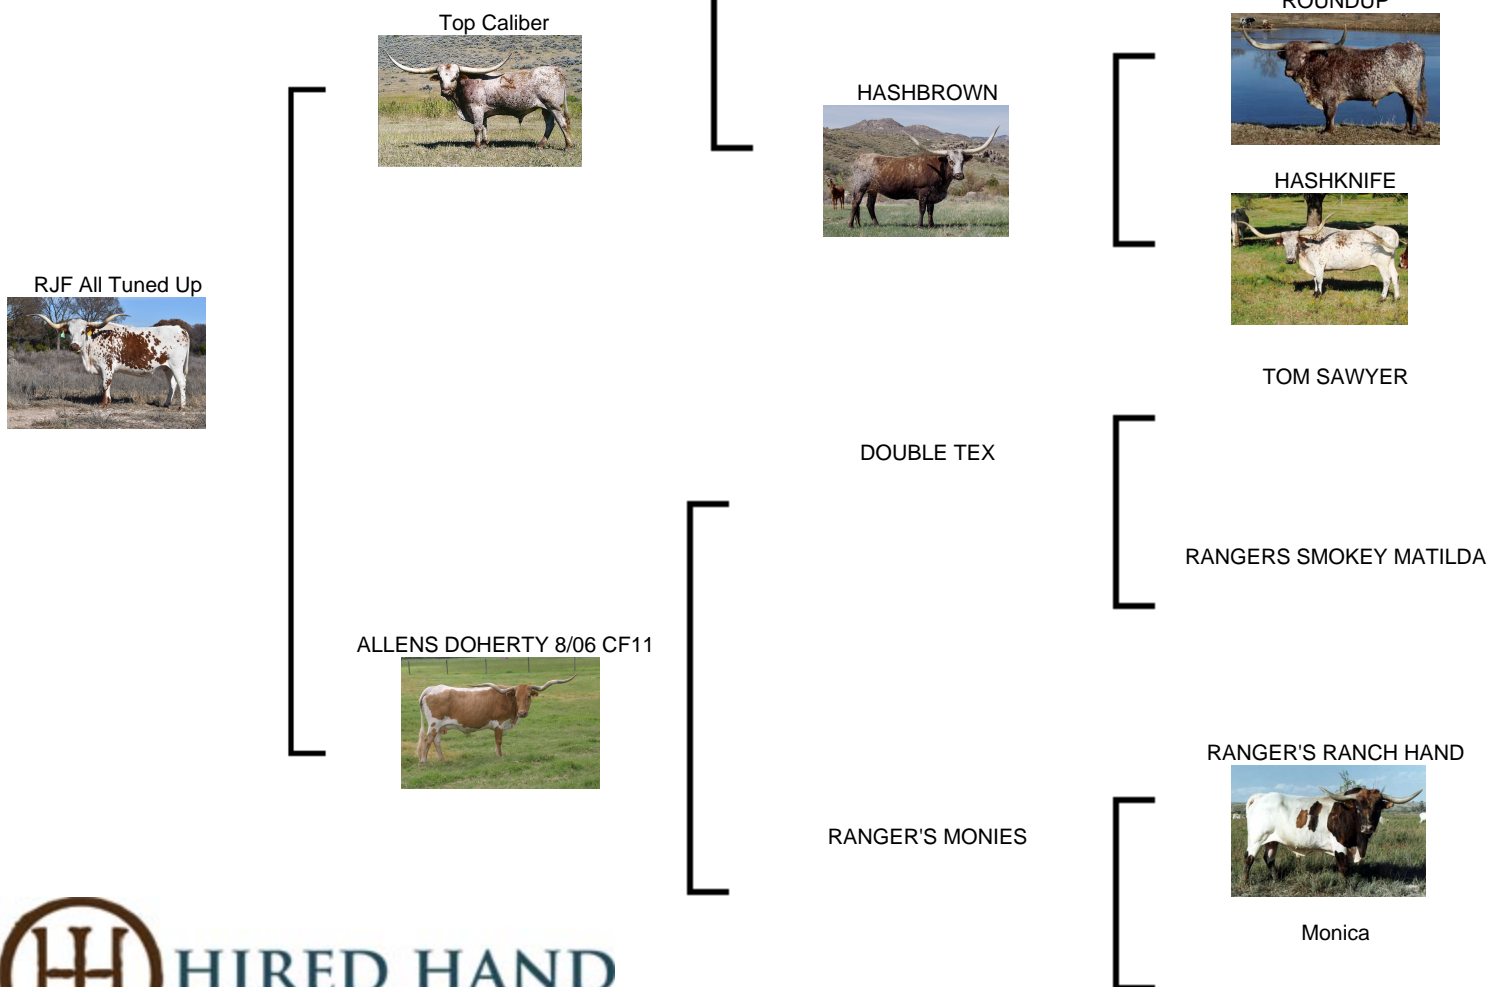 Top Caliber
ROUNDUP
HASHBROWN
HASHKNIFE
RJF All Tuned Up
TOM SAWYER
DOUBLE TEX
RANGERS SMOKEY MATILDA
ALLENS DOHERTY 8/06 CF11
RANGER'S RANCH HAND
RANGER'S MONIES
Monica
HIRED HAND